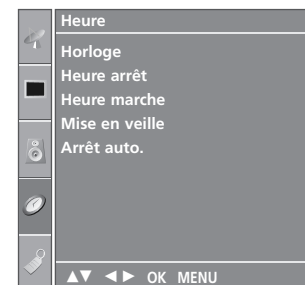 Heure
Horloge
Heure arrêt
Heure marche
Mise en veille
Arrêt auto.
▲▼ ◄► OK MENU